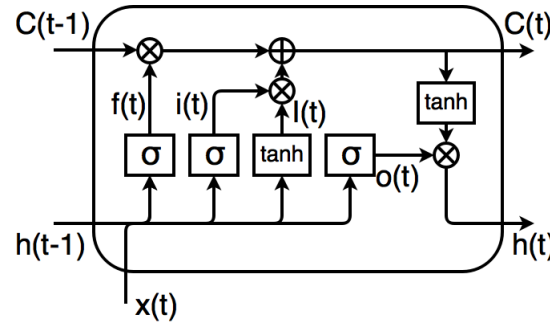 C(t-1)
C(t)
f(t)
i(t)
l(t)
tanh
σ
σ
tanh
σ
o(t)
h(t-1)
h(t)
x(t)